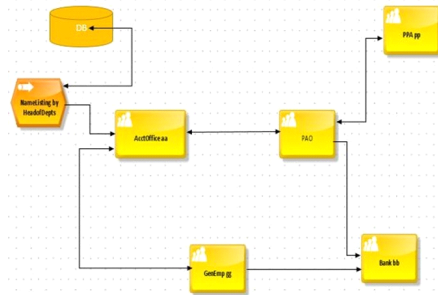 DB
PPA pp
NameListing by
HeadofDepts
AcctOffice aa
PAO
GenEmp gg
Bank bb